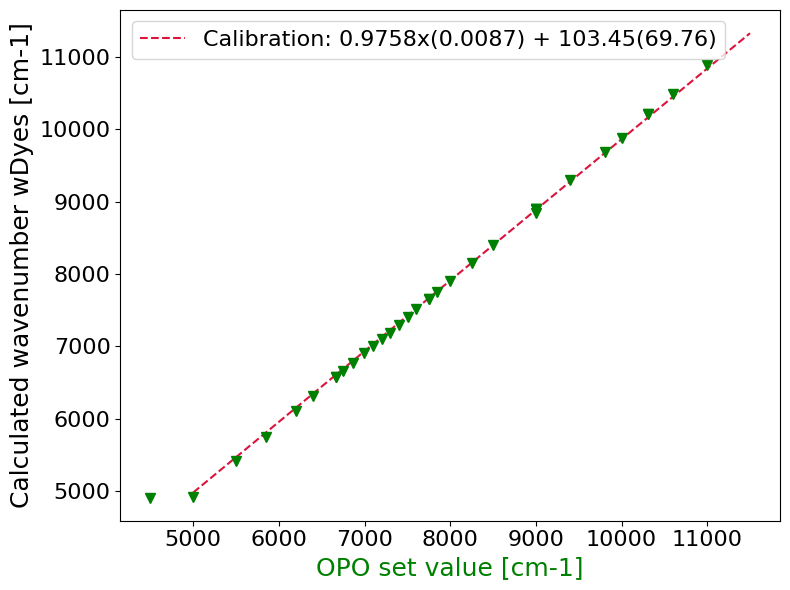 Calibration: 0.9758x(0.0087) + 103.45(69.76)
Calculated wavenumber wDyes [cm-1]
11000
10000
9000
8000
7000
6000
5000
5000 6000 7000 8000 9000 10000 11000
OPO set value [cm-1]